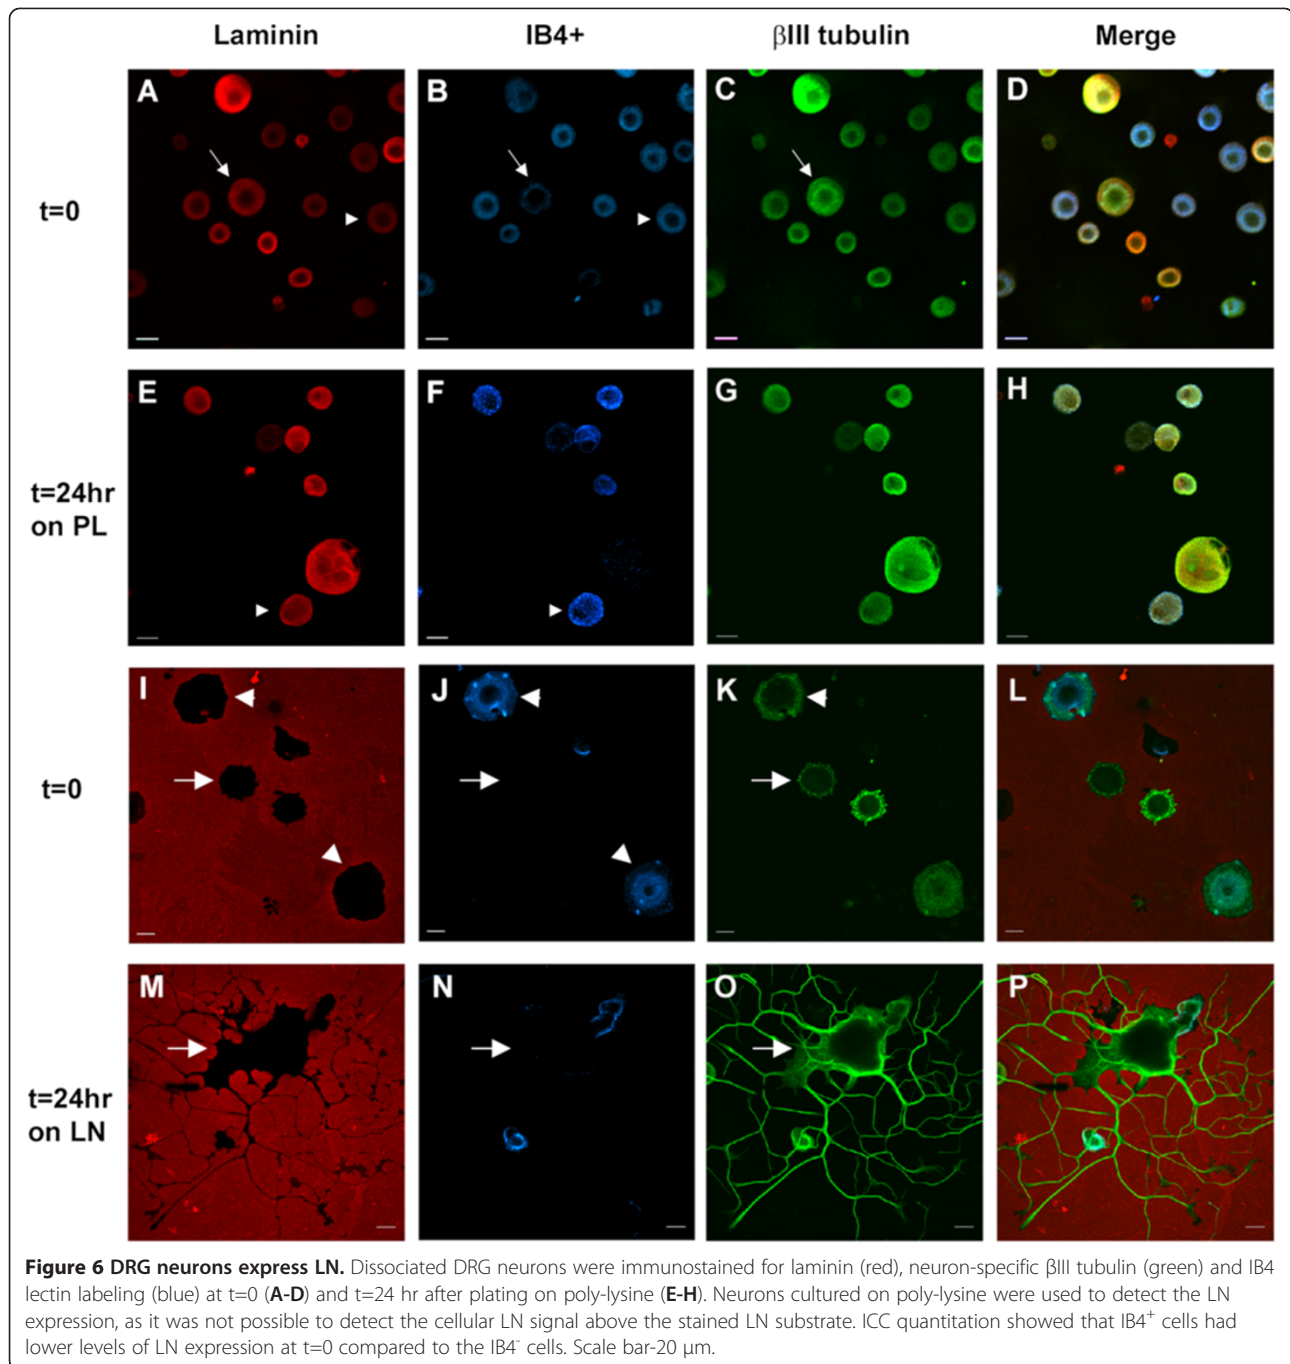 Laminin IB4+ βIII tubulin Merge
A B C D
t=0
E F G H
t=24hr
on PL
I J K L
t=0
M N O P
t=24hr
on LN
Figure 6 DRG neurons express LN. Dissociated DRG neurons were immunostained for laminin (red), neuron-specific βIII tubulin (green) and IB4
lectin labeling (blue) at t=0 (A-D) and t=24 hr after plating on poly-lysine (E-H). Neurons cultured on poly-lysine were used to detect the LN
expression, as it was not possible to detect the cellular LN signal above the stained LN substrate. ICC quantitation showed that IB4⁺ cells had
lower levels of LN expression at t=0 compared to the IB4⁻ cells. Scale bar-20 μm.